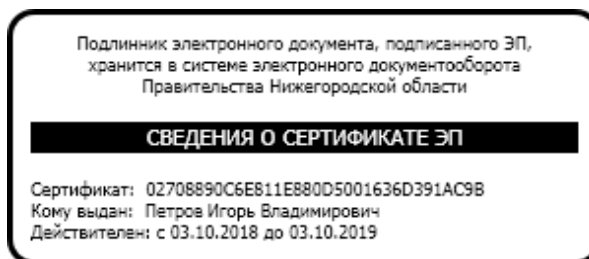 Подлинник электронного документа, подписанного ЭП,
хранится в системе электронного документооборота
Правительства Нижегородской области
СВЕДЕНИЯ О СЕРТИФИКАТЕ ЭП
Сертификат: 02708890C6E811E880D5001636D391AC9B
Кому выдан: Петров Игорь Владимирович
Действителен: с 03.10.2018 до 03.10.2019